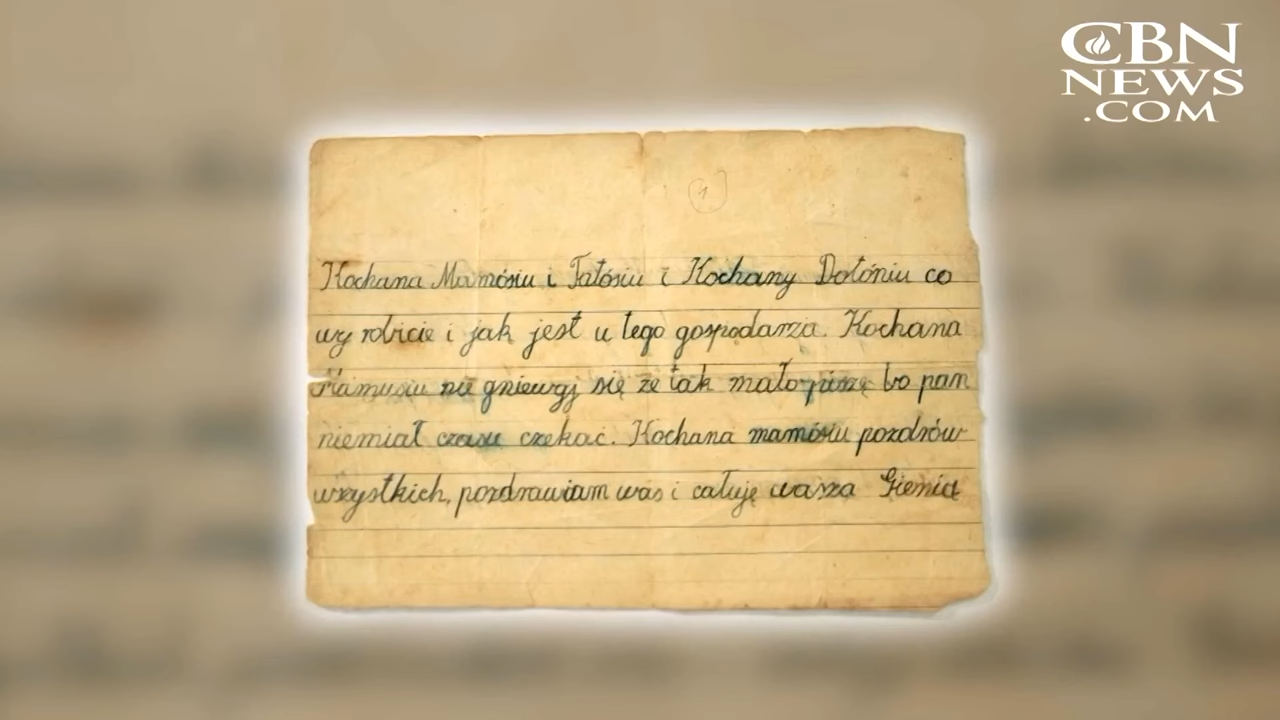 CBN
NEWS
.COM
1
Kochana Mamósiu i Tatósiu i Kochany Dolóniu co
wy robicie i jak jest u tego gospodarza. Kochana
Mamusiu nie gniewaj się że tak mało piszę bo pan
niemiał czasu czekać. Kochana mamósiu pozdrów
wszystkich, pozdrawiam was i całuję wasza Gienia